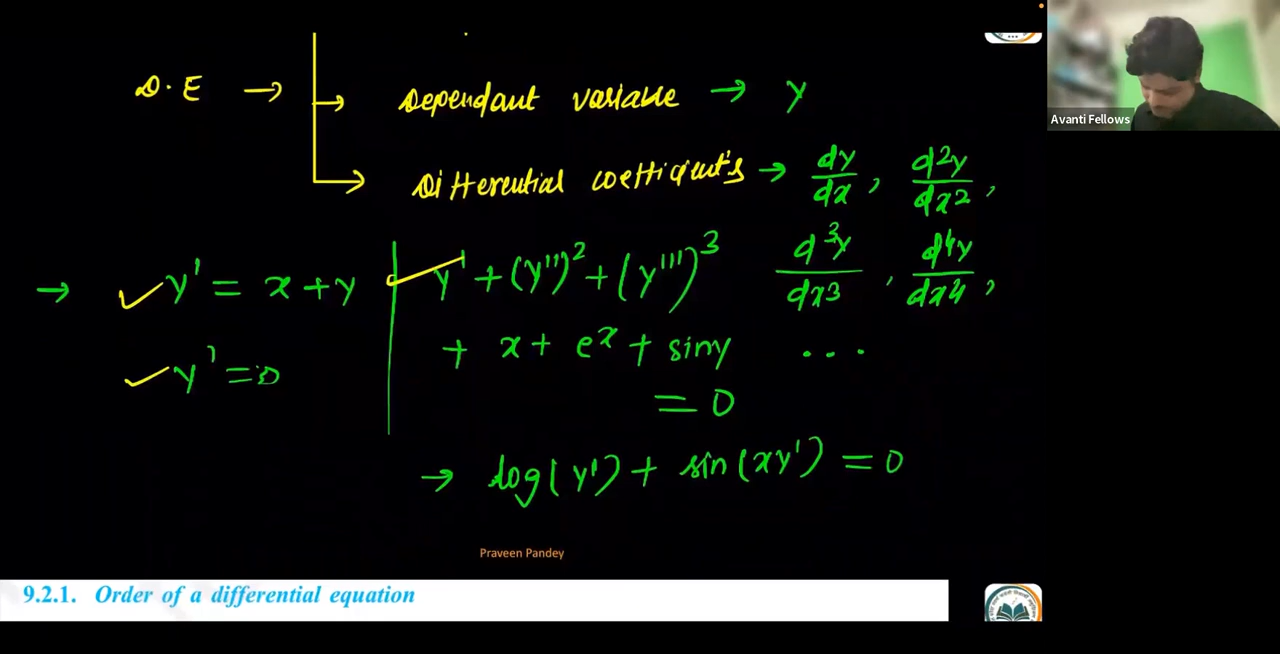 D.E → → Dependant variable → y
Avanti Fellows
→ Differential coefficient's → dy/dx, d2y/dx2,
→ ✓ y' = x + y
y' + (y'')² + (y''')³
d³y/dx3, d4y/dx4,
✓ y' = 0
+ x + eˣ + siny ...
= 0
→ log(y') + sin(xy') = 0
Praveen Pandey
9.2.1. Order of a differential equation